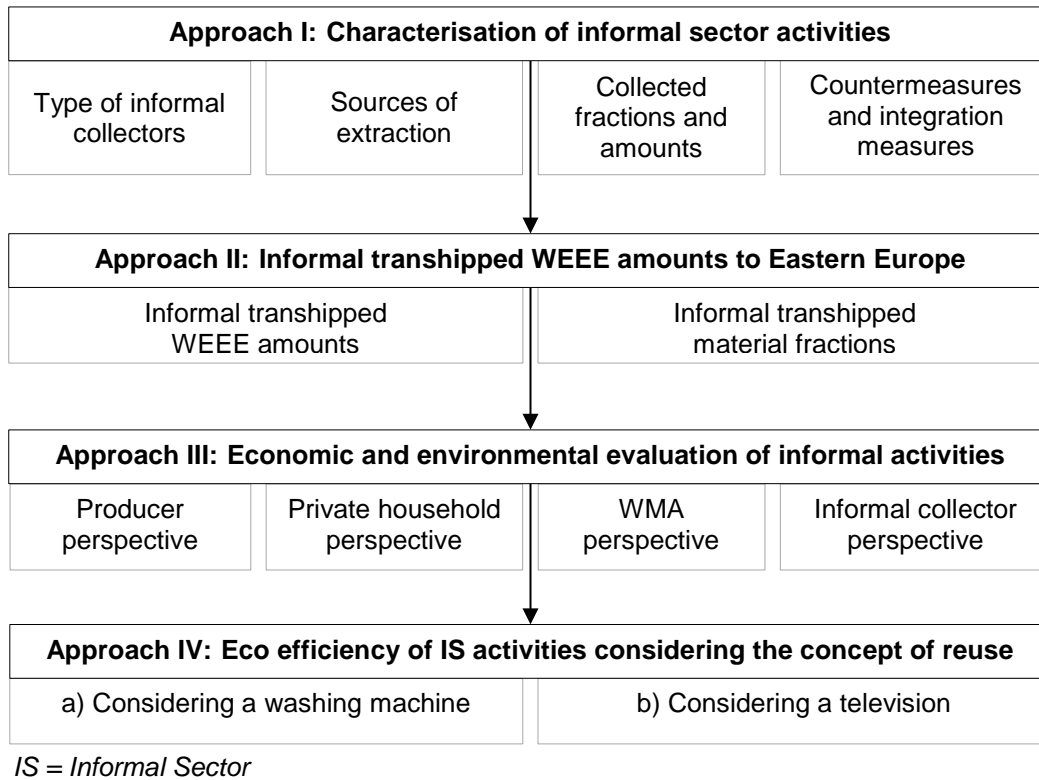 Approach I: Characterisation of informal sector activities
Type of informal
collectors
Sources of
extraction
Collected
fractions and
amounts
Countermeasures
and integration
measures
Approach II: Informal transhipped WEEE amounts to Eastern Europe
Informal transhipped
WEEE amounts
Informal transhipped
material fractions
Approach III: Economic and environmental evaluation of informal activities
Producer
perspective
Private household
perspective
WMA
perspective
Informal collector
perspective
Approach IV: Eco efficiency of IS activities considering the concept of reuse
a) Considering a washing machine
b) Considering a television
IS = Informal Sector